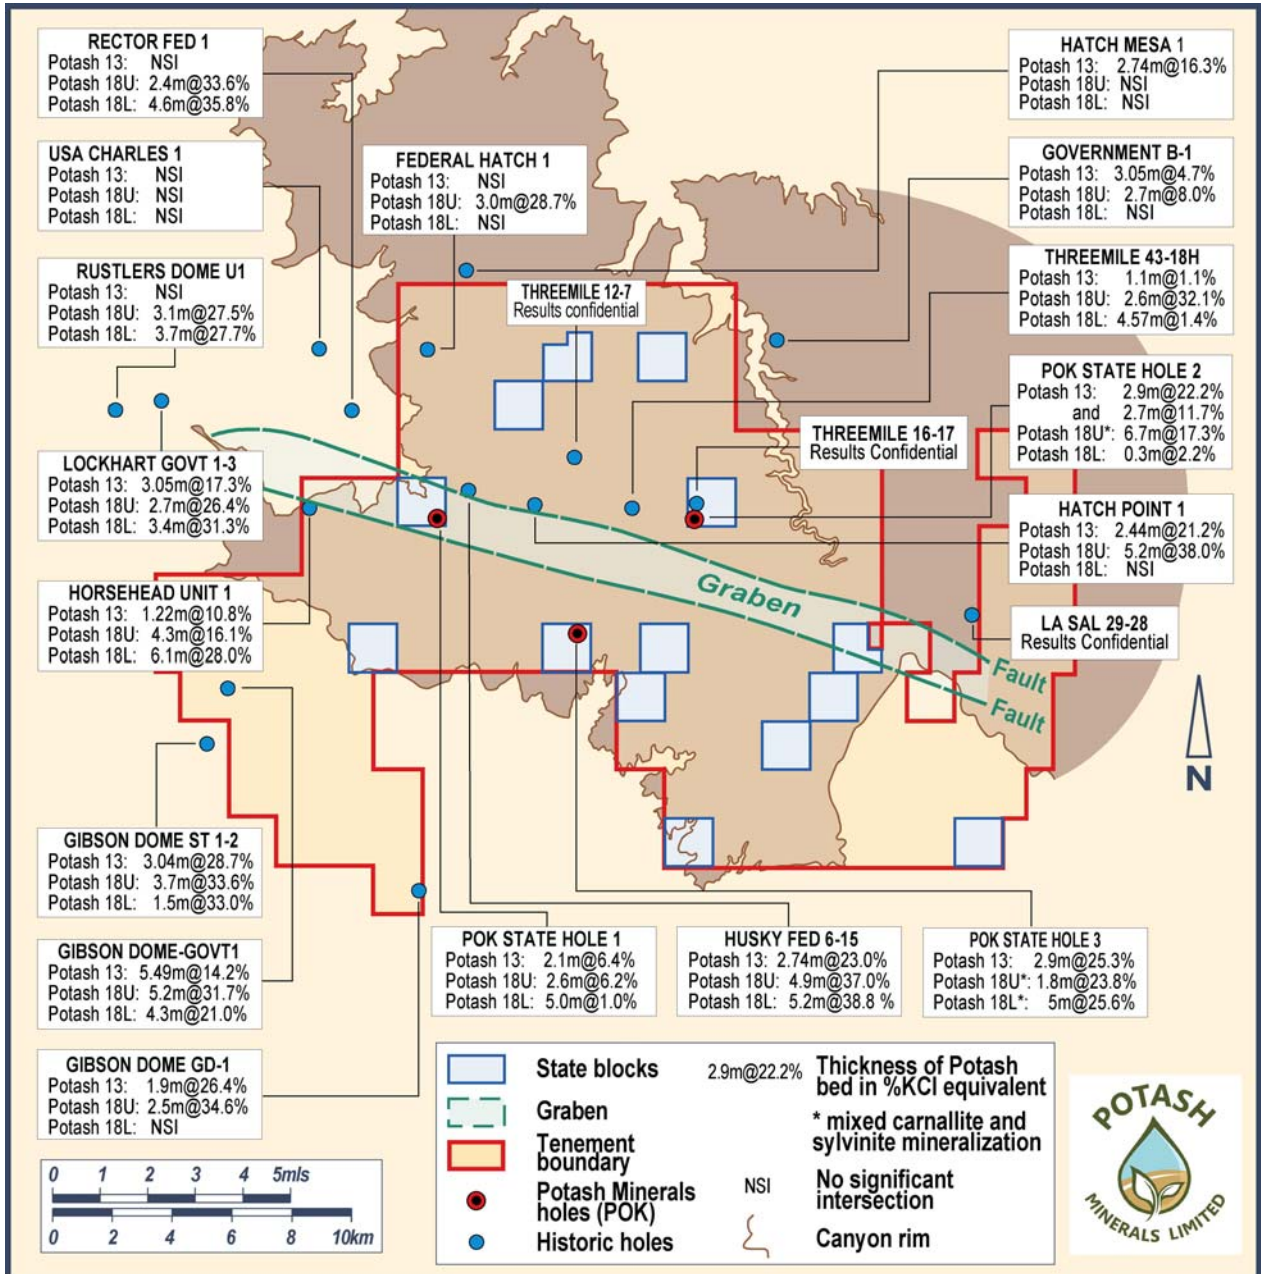 RECTOR FED 1
Potash 13: NSI
Potash 18U: 2.4m@33.6%
Potash 18L: 4.6m@35.8%
USA CHARLES 1
Potash 13: NSI
Potash 18U: NSI
Potash 18L: NSI
RUSTLERS DOME U1
Potash 13: NSI
Potash 18U: 3.1m@27.5%
Potash 18L: 3.7m@27.7%
LOCKHART GOVT 1-3
Potash 13: 3.05m@17.3%
Potash 18U: 2.7m@26.4%
Potash 18L: 3.4m@31.3%
HORSEHEAD UNIT 1
Potash 13: 1.22m@10.8%
Potash 18U: 4.3m@16.1%
Potash 18L: 6.1m@28.0%
GIBSON DOME ST 1-2
Potash 13: 3.04m@28.7%
Potash 18U: 3.7m@33.6%
Potash 18L: 1.5m@33.0%
GIBSON DOME-GOVT1
Potash 13: 5.49m@14.2%
Potash 18U: 5.2m@31.7%
Potash 18L: 4.3m@21.0%
GIBSON DOME GD-1
Potash 13: 1.9m@26.4%
Potash 18U: 2.5m@34.6%
Potash 18L: NSI
FEDERAL HATCH 1
Potash 13: NSI
Potash 18U: 3.0m@28.7%
Potash 18L: NSI
THREEMILE 12-7
Results confidential
HATCH MESA 1
Potash 13: 2.74m@16.3%
Potash 18U: NSI
Potash 18L: NSI
GOVERNMENT B-1
Potash 13: 3.05m@4.7%
Potash 18U: 2.7m@8.0%
Potash 18L: NSI
THREEMILE 43-18H
Potash 13: 1.1m@1.1%
Potash 18U: 2.6m@32.1%
Potash 18L: 4.57m@1.4%
POK STATE HOLE 2
Potash 13: 2.9m@22.2%
and 2.7m@11.7%
Potash 18U*: 6.7m@17.3%
Potash 18L: 0.3m@2.2%
THREEMILE 16-17
Results Confidential
HATCH POINT 1
Potash 13: 2.44m@21.2%
Potash 18U: 5.2m@38.0%
Potash 18L: NSI
LA SAL 29-28
Results Confidential
Graben
Fault
Fault
N
POK STATE HOLE 1
Potash 13: 2.1m@6.4%
Potash 18U: 2.6m@6.2%
Potash 18L: 5.0m@1.0%
HUSKY FED 6-15
Potash 13: 2.74m@23.0%
Potash 18U: 4.9m@37.0%
Potash 18L: 5.2m@38.8 %
POK STATE HOLE 3
Potash 13: 2.9m@25.3%
Potash 18U*: 1.8m@23.8%
Potash 18L*: 5m@25.6%
State blocks
Graben
Tenement
boundary
Potash Minerals
holes (POK)
Historic holes
2.9m@22.2% Thickness of Potash
bed in %KCl equivalent
* mixed carnallite and
sylvinite mineralization
NSI No significant
intersection
Canyon rim
0 1 2 3 4 5mls
0 2 4 6 8 10km
POTASH
MINERALS LIMITED